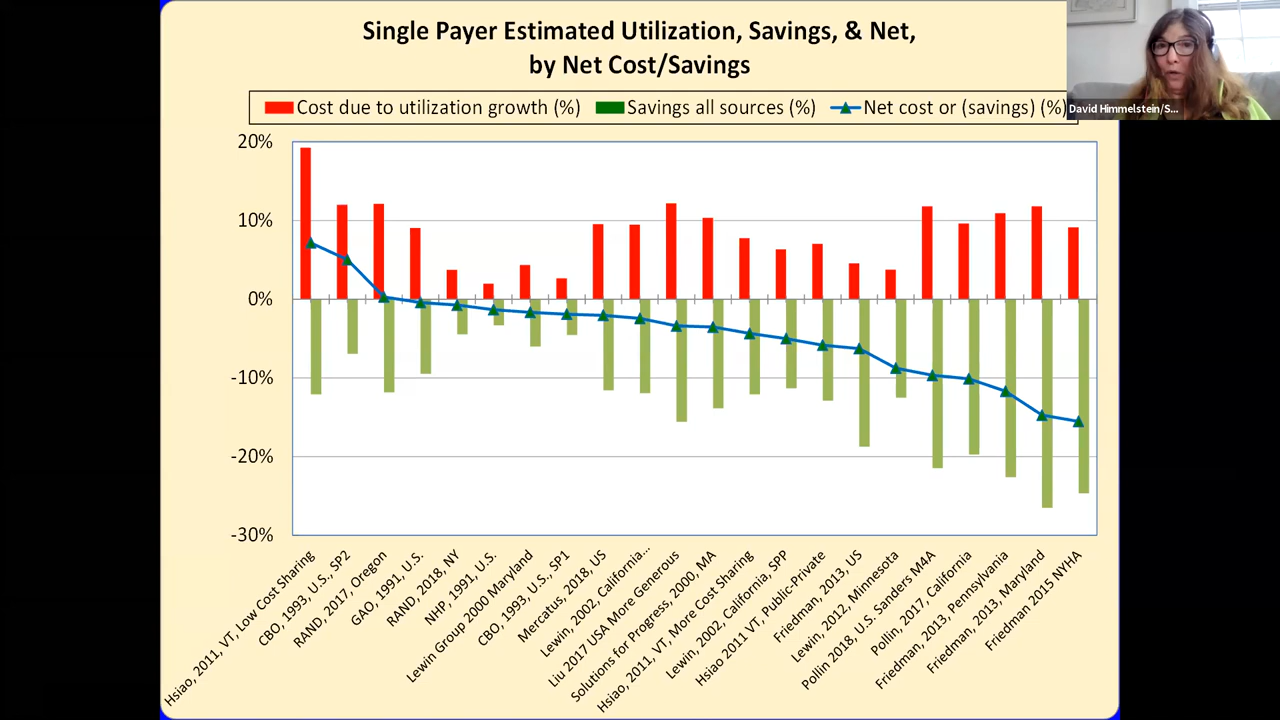 Single Payer Estimated Utilization, Savings, & Net,
by Net Cost/Savings
Cost due to utilization growth (%)
Savings all sources (%)
Net cost or (savings) (%)
David Himmelstein/S...
20%
10%
0%
-10%
-20%
-30%
Hsiao, 2011, VT, Low Cost Sharing
CBO, 1993, U.S., SP2
RAND, 2017, Oregon
GAO, 1991, U.S.
RAND, 2018, NY
NHP, 1991, U.S.
Lewin Group 2000 Maryland
CBO, 1993, U.S., SP1
Mercatus, 2018, US
Lewin, 2002, California...
Liu 2017 USA More Generous
Solutions for Progress, 2000, MA
Hsiao, 2011, VT, More Cost Sharing
Lewin, 2002, California, SPP
Hsiao 2011 VT, Public-Private
Friedman, 2013, US
Lewin, 2012, Minnesota
Pollin 2018, U.S. Sanders M4A
Pollin, 2017, California
Friedman, 2013, Pennsylvania
Friedman, 2013, Maryland
Friedman 2015 NYHA